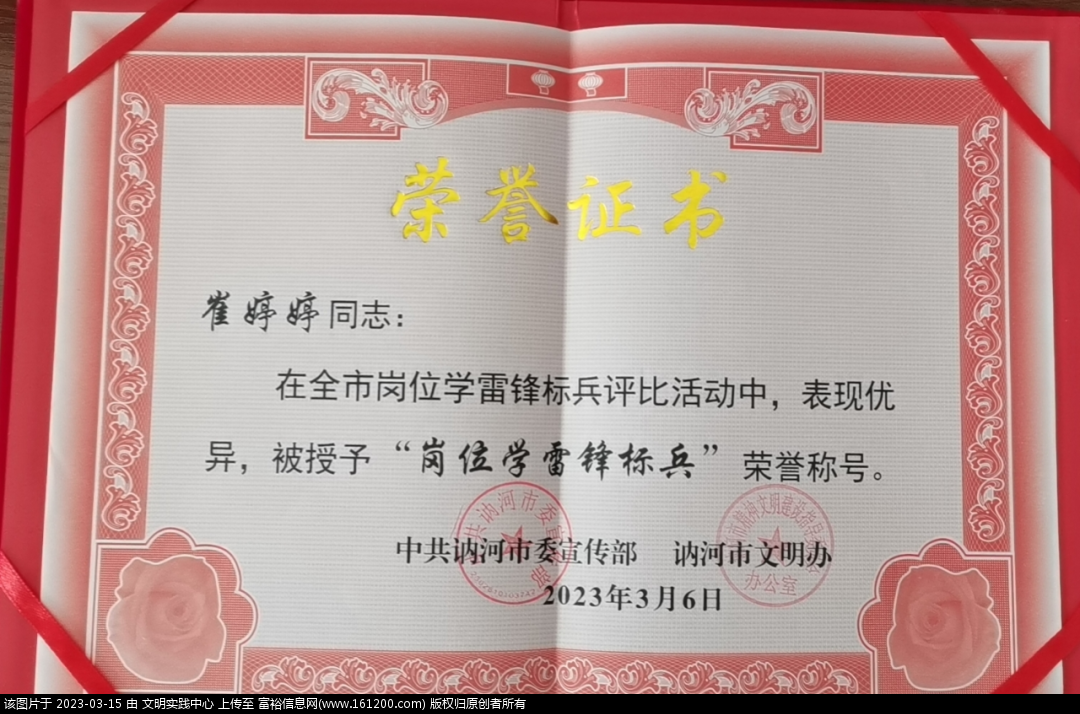 荣誉证书
崔婷婷同志：
在全市岗位学雷锋标兵评比活动中，表现优
异，被授予“岗位学雷锋标兵”荣誉称号。
中共讷河市委宣传部 讷河市文明办
2023年3月6日
办公室
该图片于 2023-03-15 由 文明实践中心 上传至 富裕信息网(www.161200.com) 版权归原创者所有